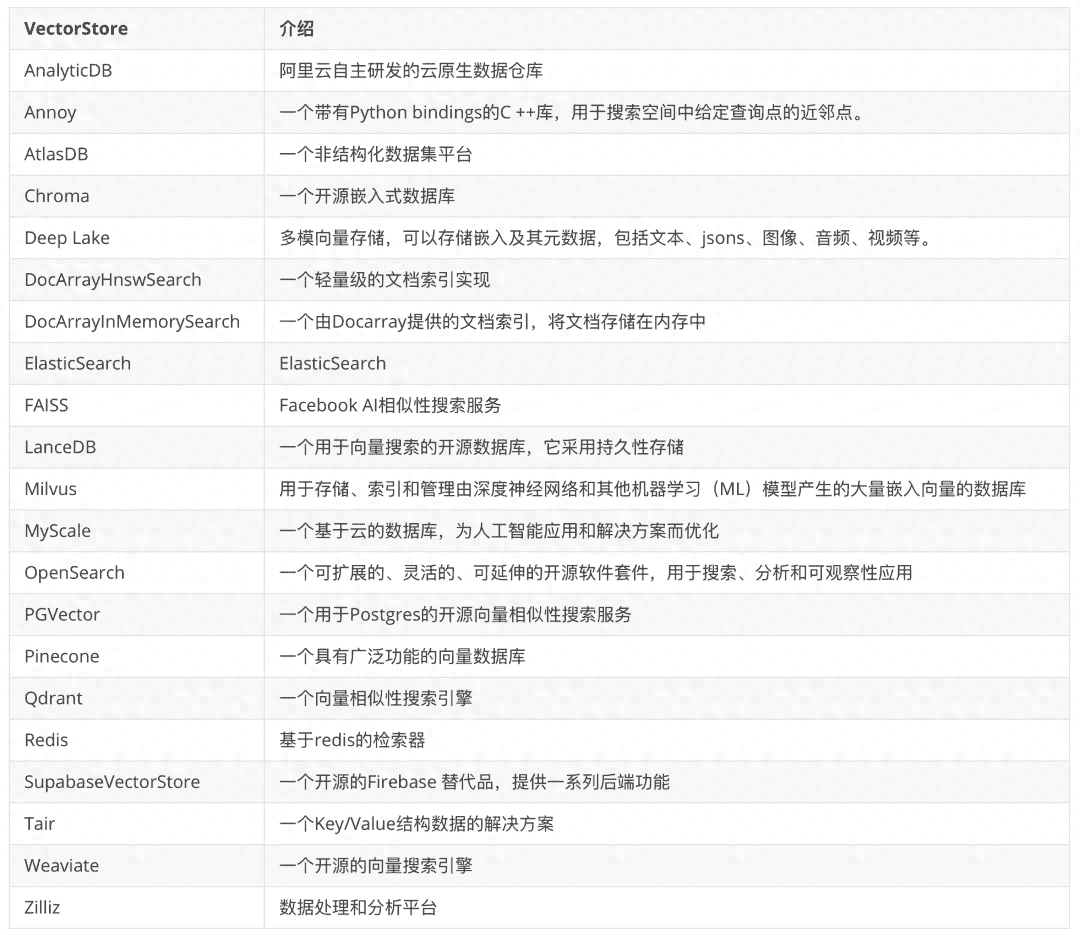 VectorStore 介绍
AnalyticDB 阿里云自主研发的云原生数据仓库
Annoy 一个带有Python bindings的C ++库，用于搜索空间中给定查询点的近邻点。
AtlasDB 一个非结构化数据集平台
Chroma 一个开源嵌入式数据库
Deep Lake 多模向量存储，可以存储嵌入及其元数据，包括文本、jsons、图像、音频、视频等。
DocArrayHnswSearch 一个轻量级的文档索引实现
DocArrayInMemorySearch 一个由Docarray提供的文档索引，将文档存储在内存中
ElasticSearch ElasticSearch
FAISS Facebook AI相似性搜索服务
LanceDB 一个用于向量搜索的开源数据库，它采用持久性存储
Milvus 用于存储、索引和管理由深度神经网络和其他机器学习（ML）模型产生的大量嵌入向量的数据库
MyScale 一个基于云的数据库，为人工智能应用和解决方案而优化
OpenSearch 一个可扩展的、灵活的、可延伸的开源软件套件，用于搜索、分析和可观察性应用
PGVector 一个用于Postgres的开源向量相似性搜索服务
Pinecone 一个具有广泛功能的向量数据库
Qdrant 一个向量相似性搜索引擎
Redis 基于redis的检索器
SupabaseVectorStore 一个开源的Firebase 替代品，提供一系列后端功能
Tair 一个Key/Value结构数据的解决方案
Weaviate 一个开源的向量搜索引擎
Zilliz 数据处理和分析平台